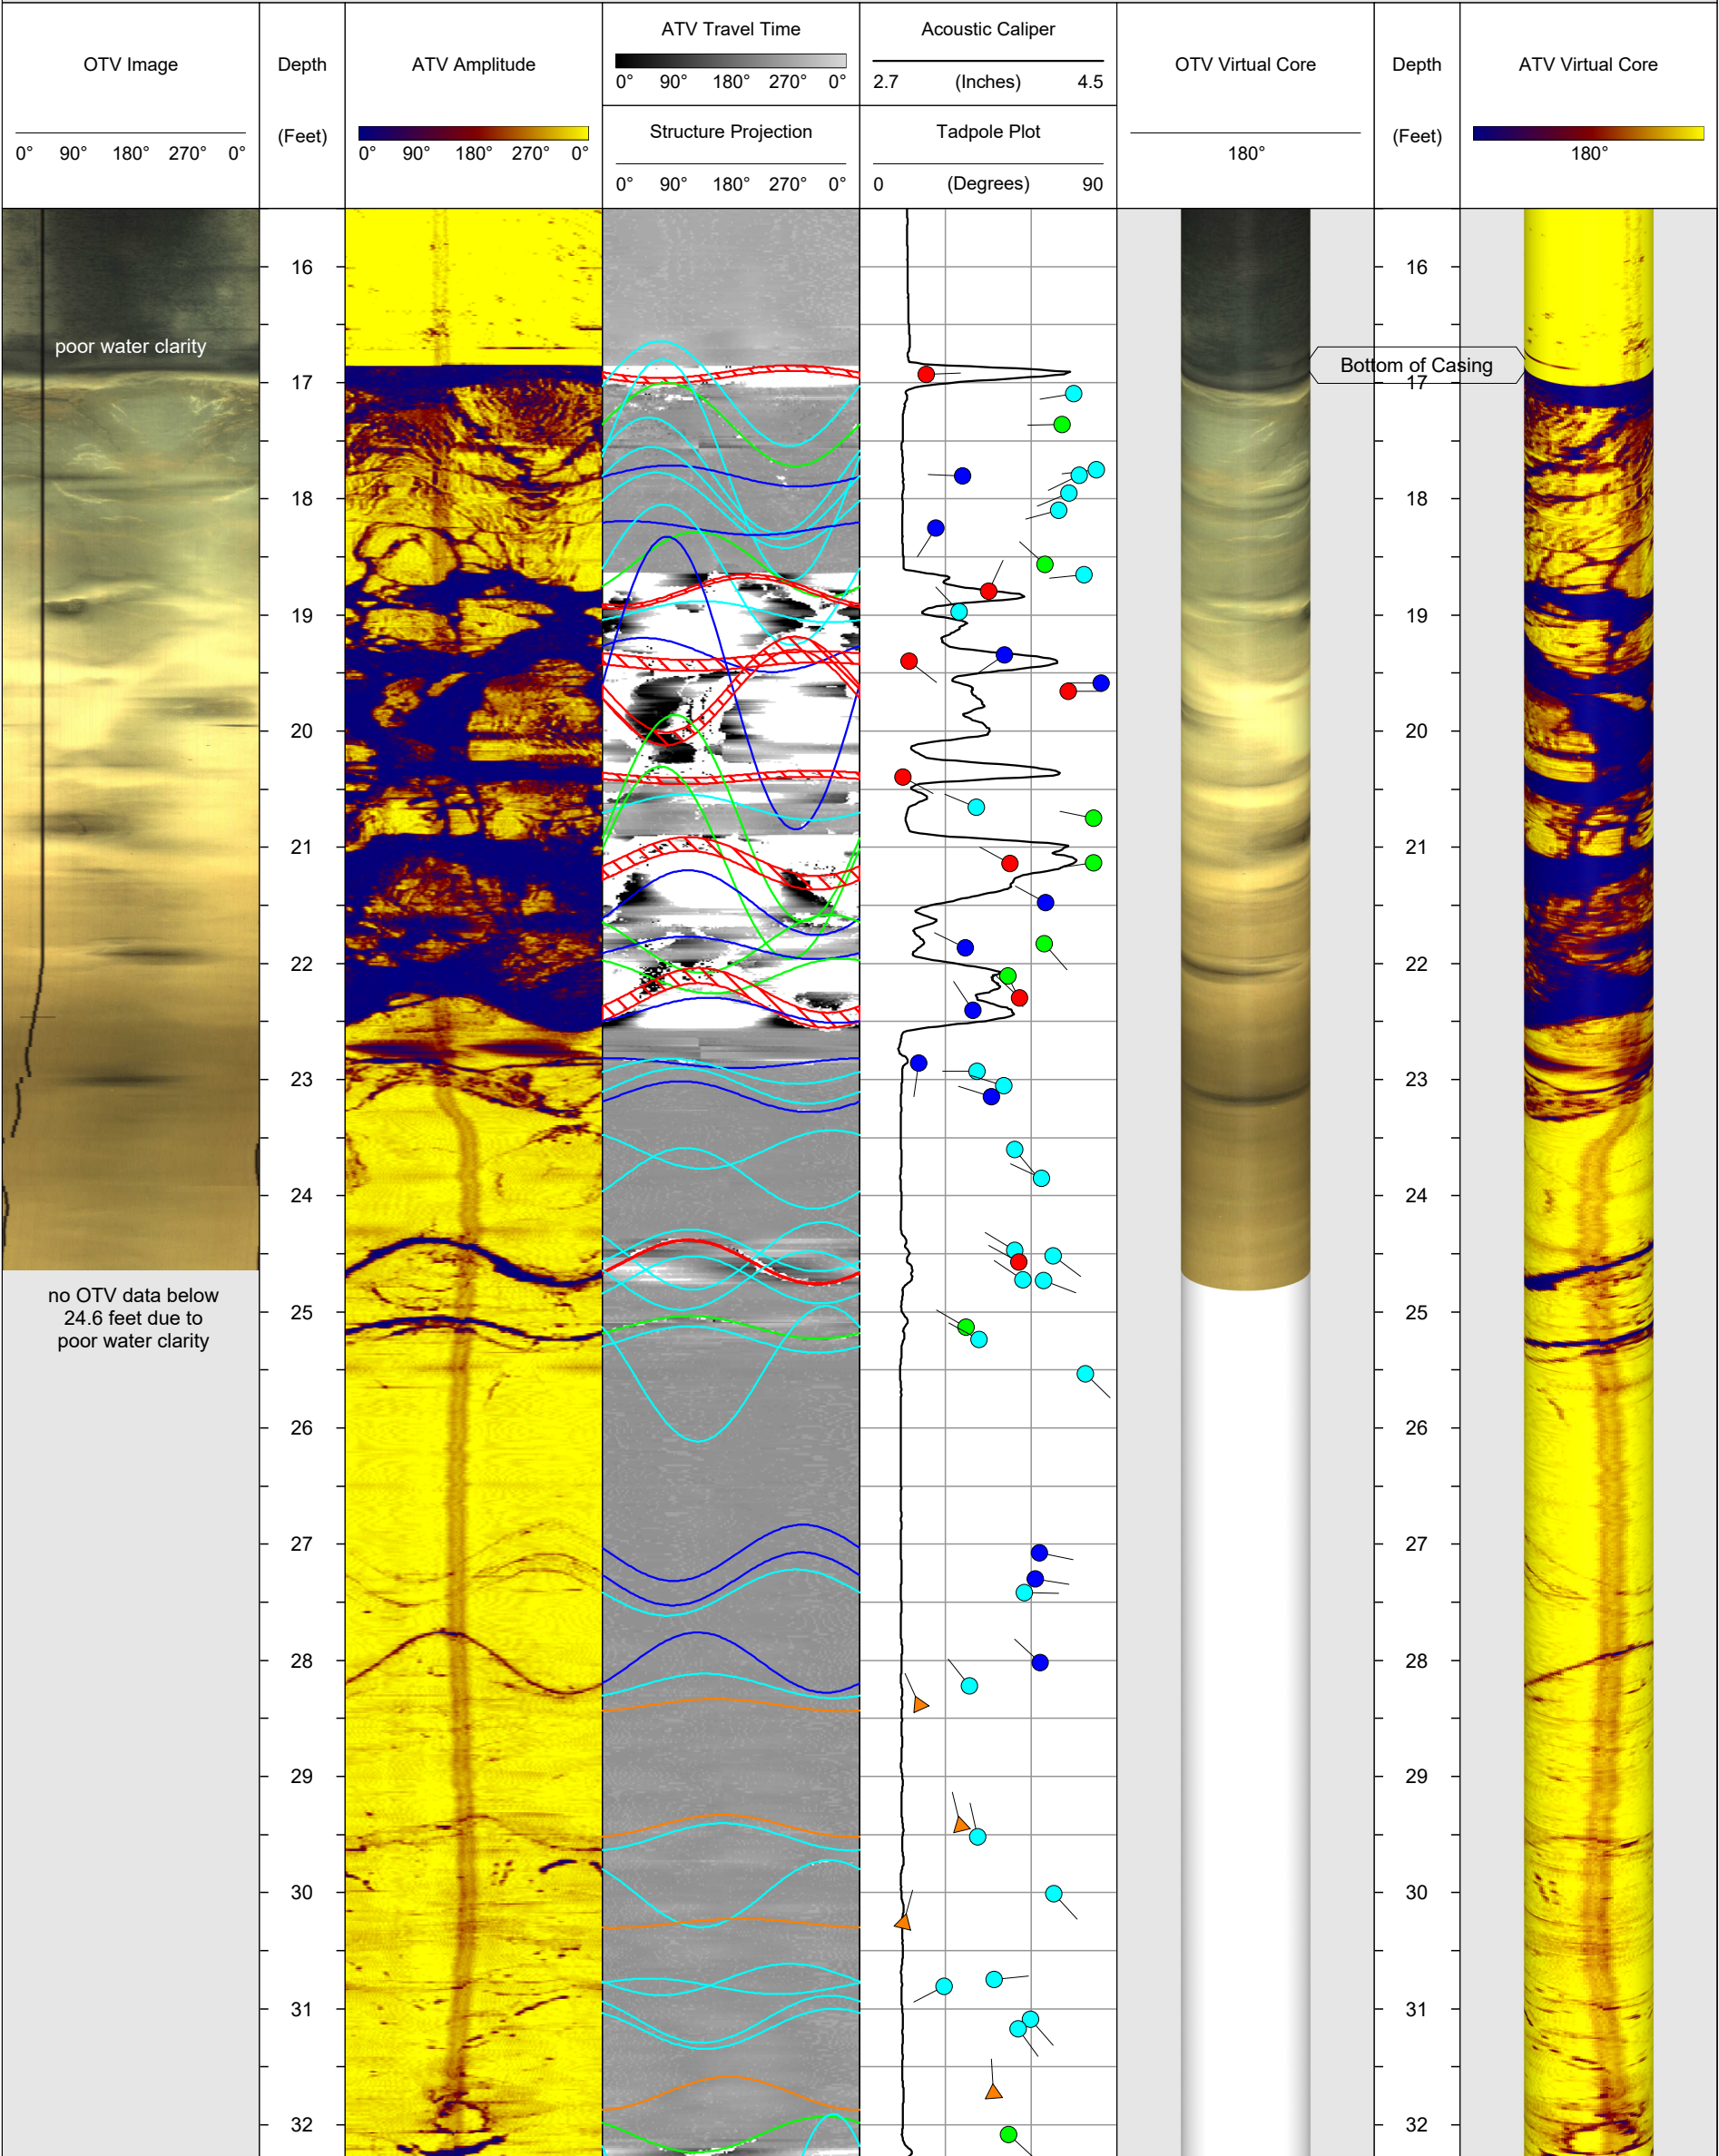 OTV Image
0° 90° 180° 270° 0°
Depth
(Feet)
ATV Amplitude
0° 90° 180° 270° 0°
ATV Travel Time
0° 90° 180° 270° 0°
Structure Projection
0° 90° 180° 270° 0°
Acoustic Caliper
2.7 (Inches) 4.5
Tadpole Plot
0 (Degrees) 90
OTV Virtual Core
180°
Depth
(Feet)
ATV Virtual Core
180°
poor water clarity
no OTV data below
24.6 feet due to
poor water clarity
16
17
18
19
20
21
22
23
24
25
26
27
28
29
30
31
32
Bottom of Casing
16
17
18
19
20
21
22
23
24
25
26
27
28
29
30
31
32